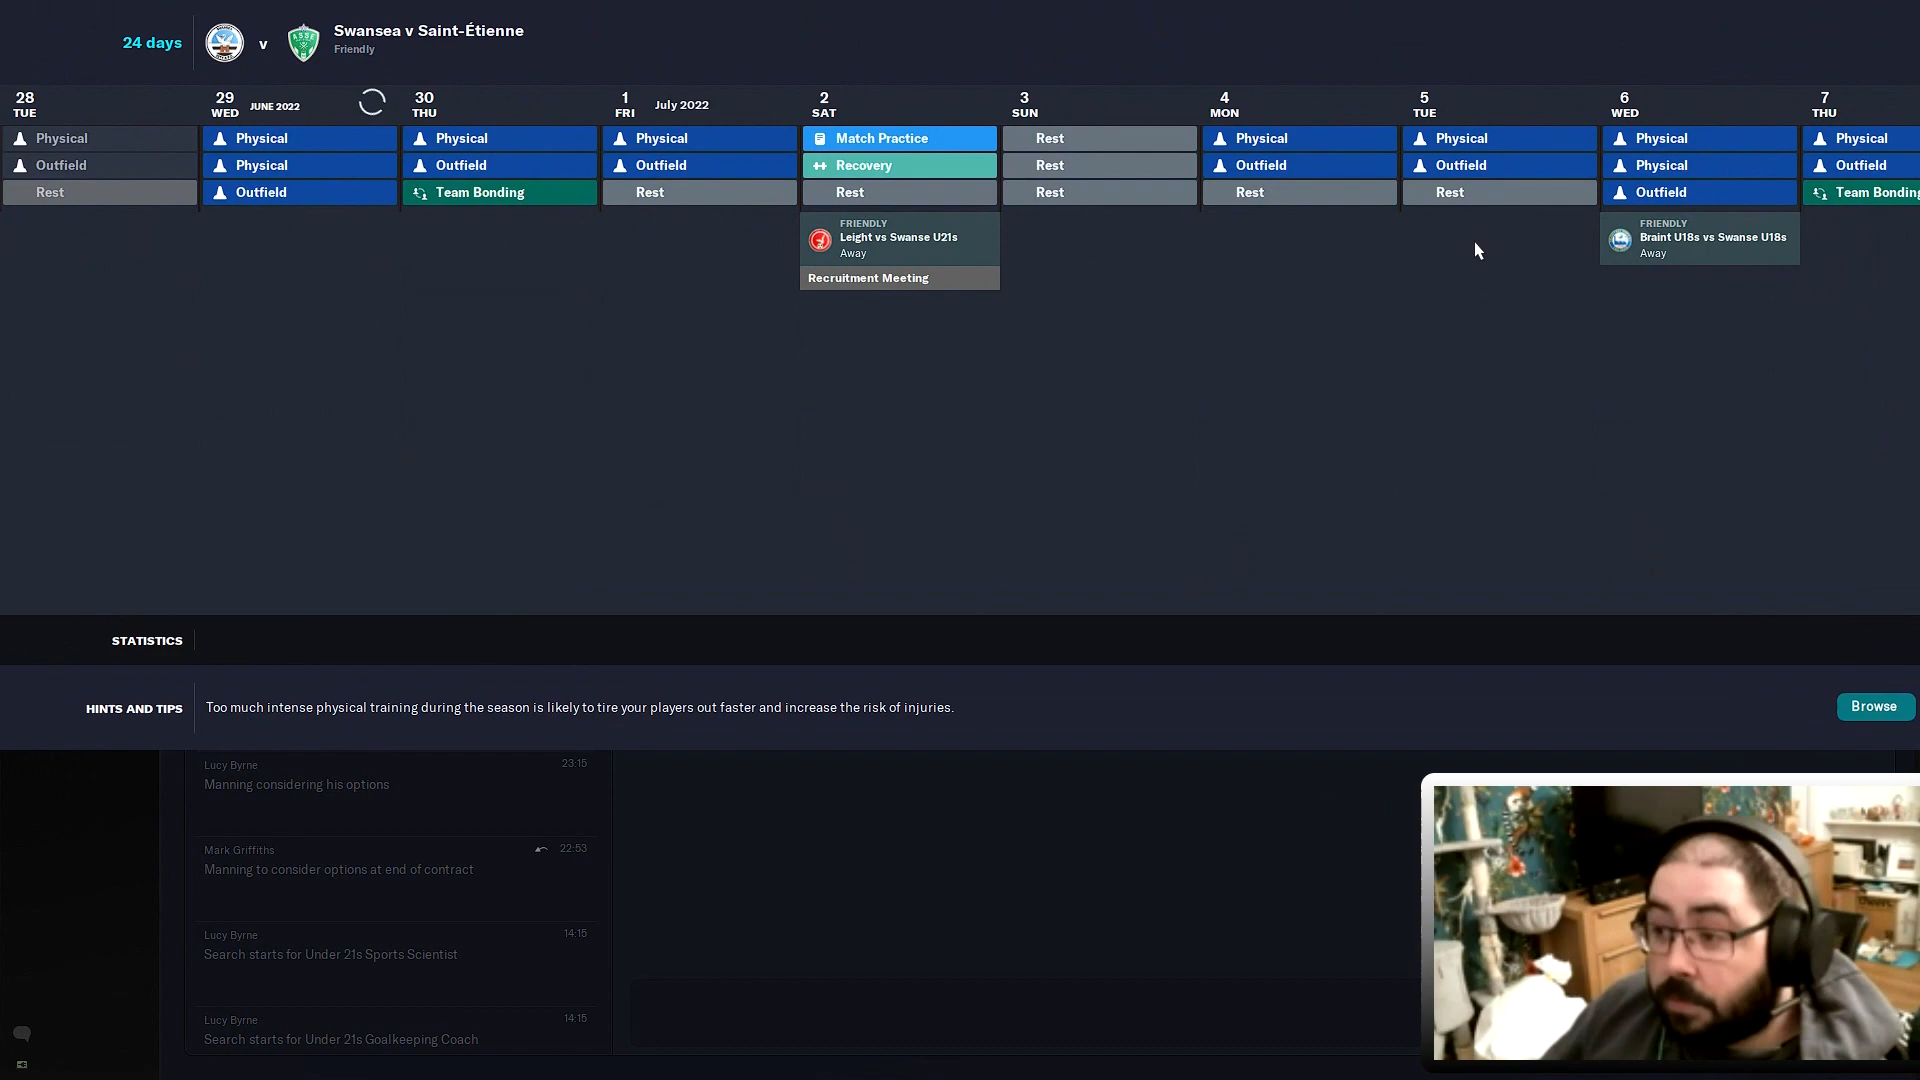 24 days
v
Swansea v Saint-Étienne
Friendly
28
TUE
29
WED JUNE 2022
30
THU
1
FRI July 2022
2
SAT
3
SUN
4
MON
5
TUE
6
WED
7
THU
Physical
Physical
Physical
Physical
Match Practice
Rest
Physical
Physical
Physical
Physical
Outfield
Physical
Outfield
Outfield
Recovery
Rest
Outfield
Outfield
Physical
Outfield
Rest
Outfield
Team Bonding
Rest
Rest
Rest
Rest
Rest
Outfield
Team Bonding
FRIENDLY
Leight vs Swanse U21s
Away
Recruitment Meeting
FRIENDLY
Braint U18s vs Swanse U18s
Away
STATISTICS
HINTS AND TIPS
Too much intense physical training during the season is likely to tire your players out faster and increase the risk of injuries.
Browse
Lucy Byrne 23:15
Manning considering his options
Mark Griffiths 22:53
Manning to consider options at end of contract
Lucy Byrne 14:15
Search starts for Under 21s Sports Scientist
Lucy Byrne 14:15
Search starts for Under 21s Goalkeeping Coach